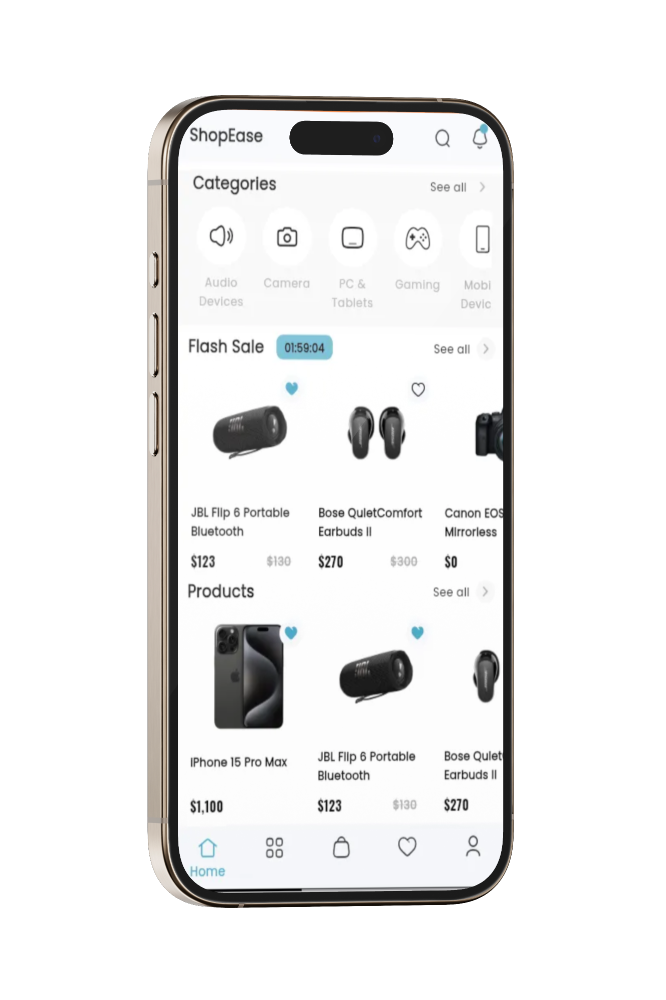 ShopEase
Categories
See all
Audio
Devices
Camera
PC &
Tablets
Gaming
Mobi
Devic
Flash Sale
01:59:04
See all
JBL Flip 6 Portable
Bluetooth
$123
$130
Bose QuietComfort
Earbuds II
$270
$300
Canon EOS
Mirrorless
$0
Products
See all
iPhone 15 Pro Max
$1,100
JBL Flip 6 Portable
Bluetooth
$123
$130
Bose Quiet
Earbuds II
$270
Home